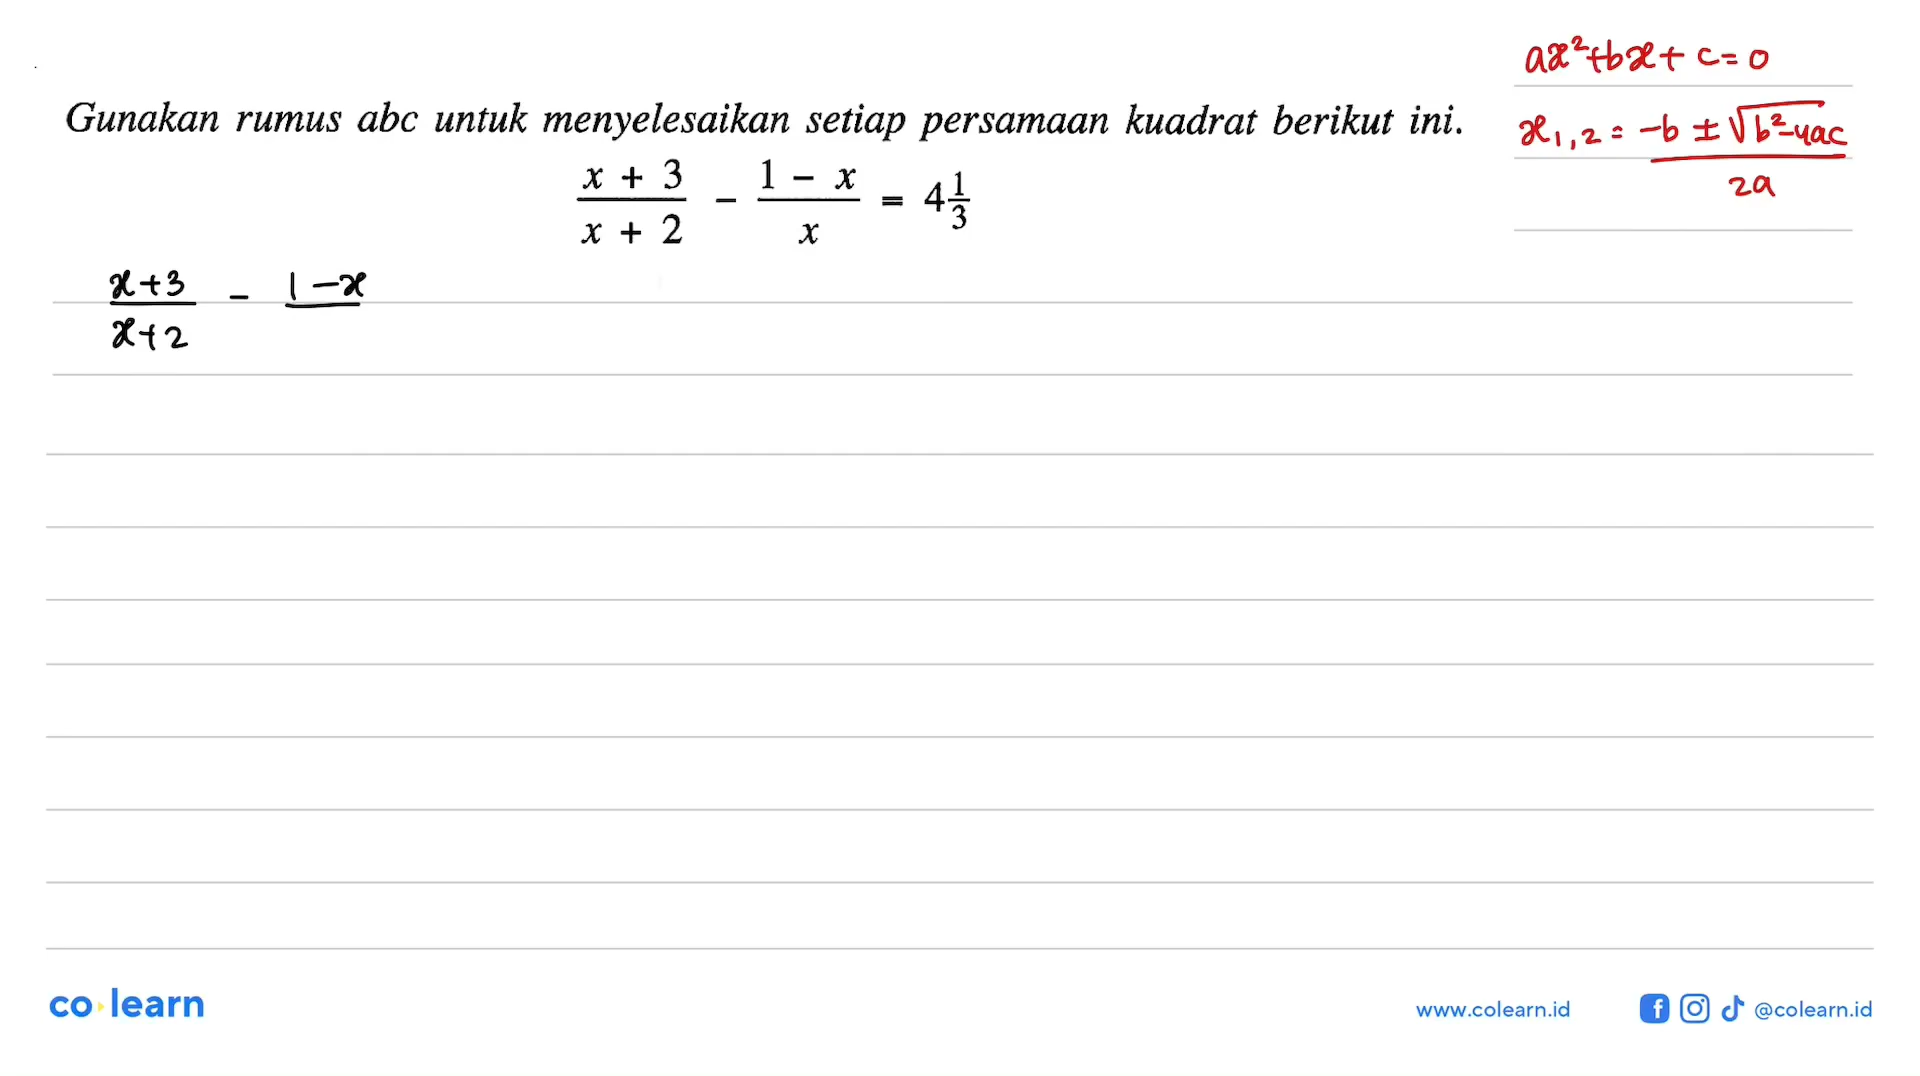 Gunakan rumus abc untuk menyelesaikan setiap persamaan kuadrat berikut ini.
x + 3 / x + 2 − 1 − x / x = 4 1/3
ax²+bx+c=0
x1,2 = -b ± √b²-4ac / 2a
x+3 / x+2 - 1-x
co learn
www.colearn.id
@colearn.id